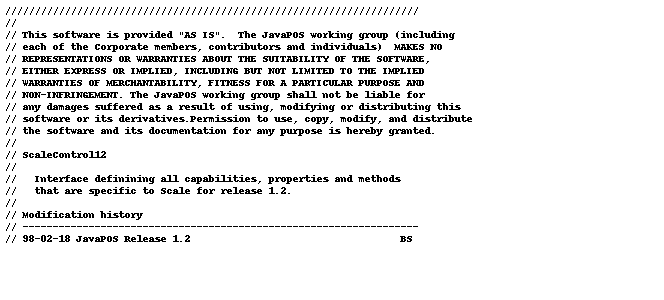 //////////////////////////////////////////////////////////////////////
//
// This software is provided "AS IS".  The JavaPOS working group (including
// each of the Corporate members, contributors and individuals)  MAKES NO
// REPRESENTATIONS OR WARRANTIES ABOUT THE SUITABILITY OF THE SOFTWARE,
// EITHER EXPRESS OR IMPLIED, INCLUDING BUT NOT LIMITED TO THE IMPLIED
// WARRANTIES OF MERCHANTABILITY, FITNESS FOR A PARTICULAR PURPOSE AND
// NON-INFRINGEMENT. The JavaPOS working group shall not be liable for
// any damages suffered as a result of using, modifying or distributing this
// software or its derivatives.Permission to use, copy, modify, and distribute
// the software and its documentation for any purpose is hereby granted.
//
// ScaleControl12
//
//   Interface definining all capabilities, properties and methods
//   that are specific to Scale for release 1.2.
//
// Modification history
// ------------------------------------------------------------------
// 98-02-18 JavaPOS Release 1.2                                   BS